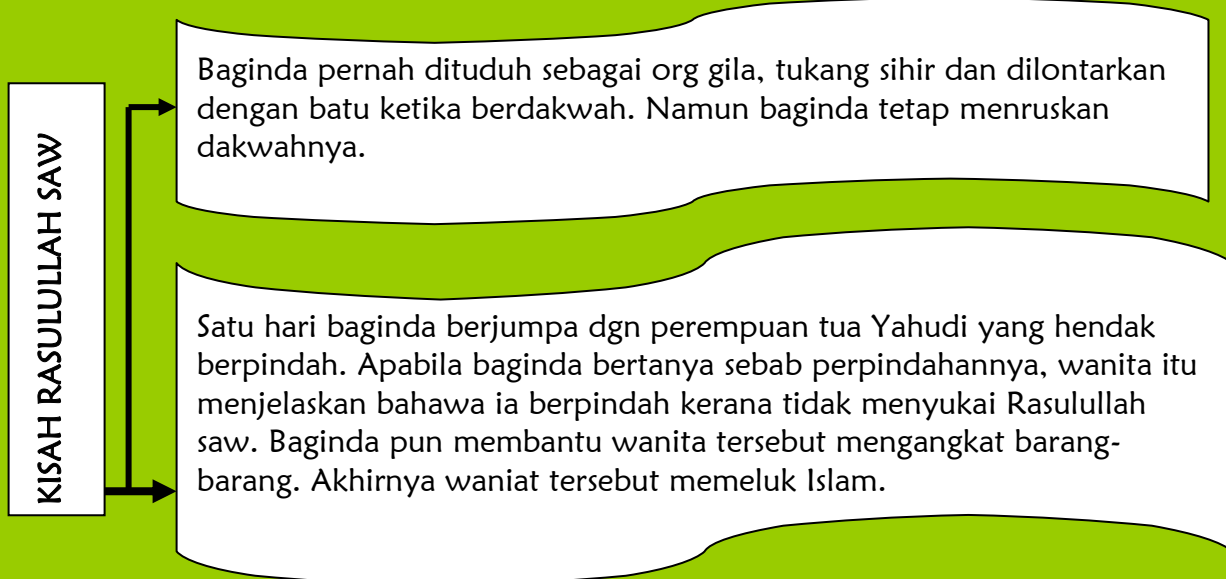 KISAH RASULULLAH SAW
Baginda pernah dituduh sebagai org gila, tukang sihir dan dilontarkan
dengan batu ketika berdakwah. Namun baginda tetap menruskan
dakwahnya.
Satu hari baginda berjumpa dgn perempuan tua Yahudi yang hendak
berpindah. Apabila baginda bertanya sebab perpindahannya, wanita itu
menjelaskan bahawa ia berpindah kerana tidak menyukai Rasulullah
saw. Baginda pun membantu wanita tersebut mengangkat barang-
barang. Akhirnya waniat tersebut memeluk Islam.